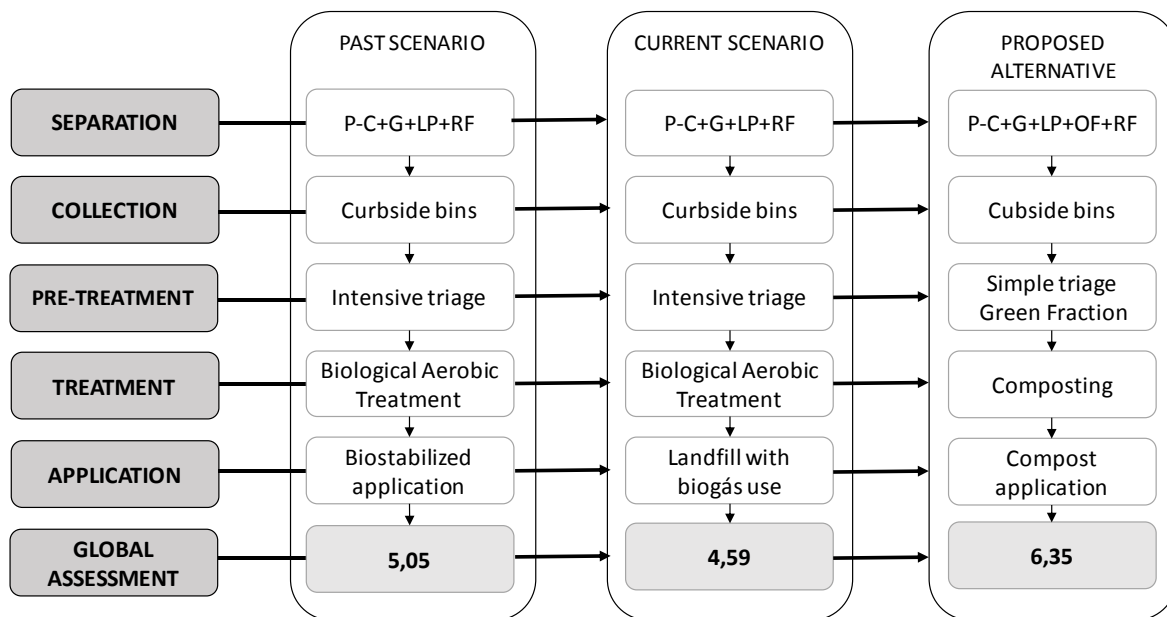 PAST SCENARIO
CURRENT SCENARIO
PROPOSED
ALTERNATIVE
SEPARATION
P-C+G+LP+RF
P-C+G+LP+RF
P-C+G+LP+OF+RF
COLLECTION
Curbside bins
Curbside bins
Cubside bins
PRE-TREATMENT
Intensive triage
Intensive triage
Simple triage
Green Fraction
TREATMENT
Biological Aerobic
Treatment
Biological Aerobic
Treatment
Composting
APPLICATION
Biostabilized
application
Landfill with
biogás use
Compost
application
GLOBAL
ASSESSMENT
5,05
4,59
6,35